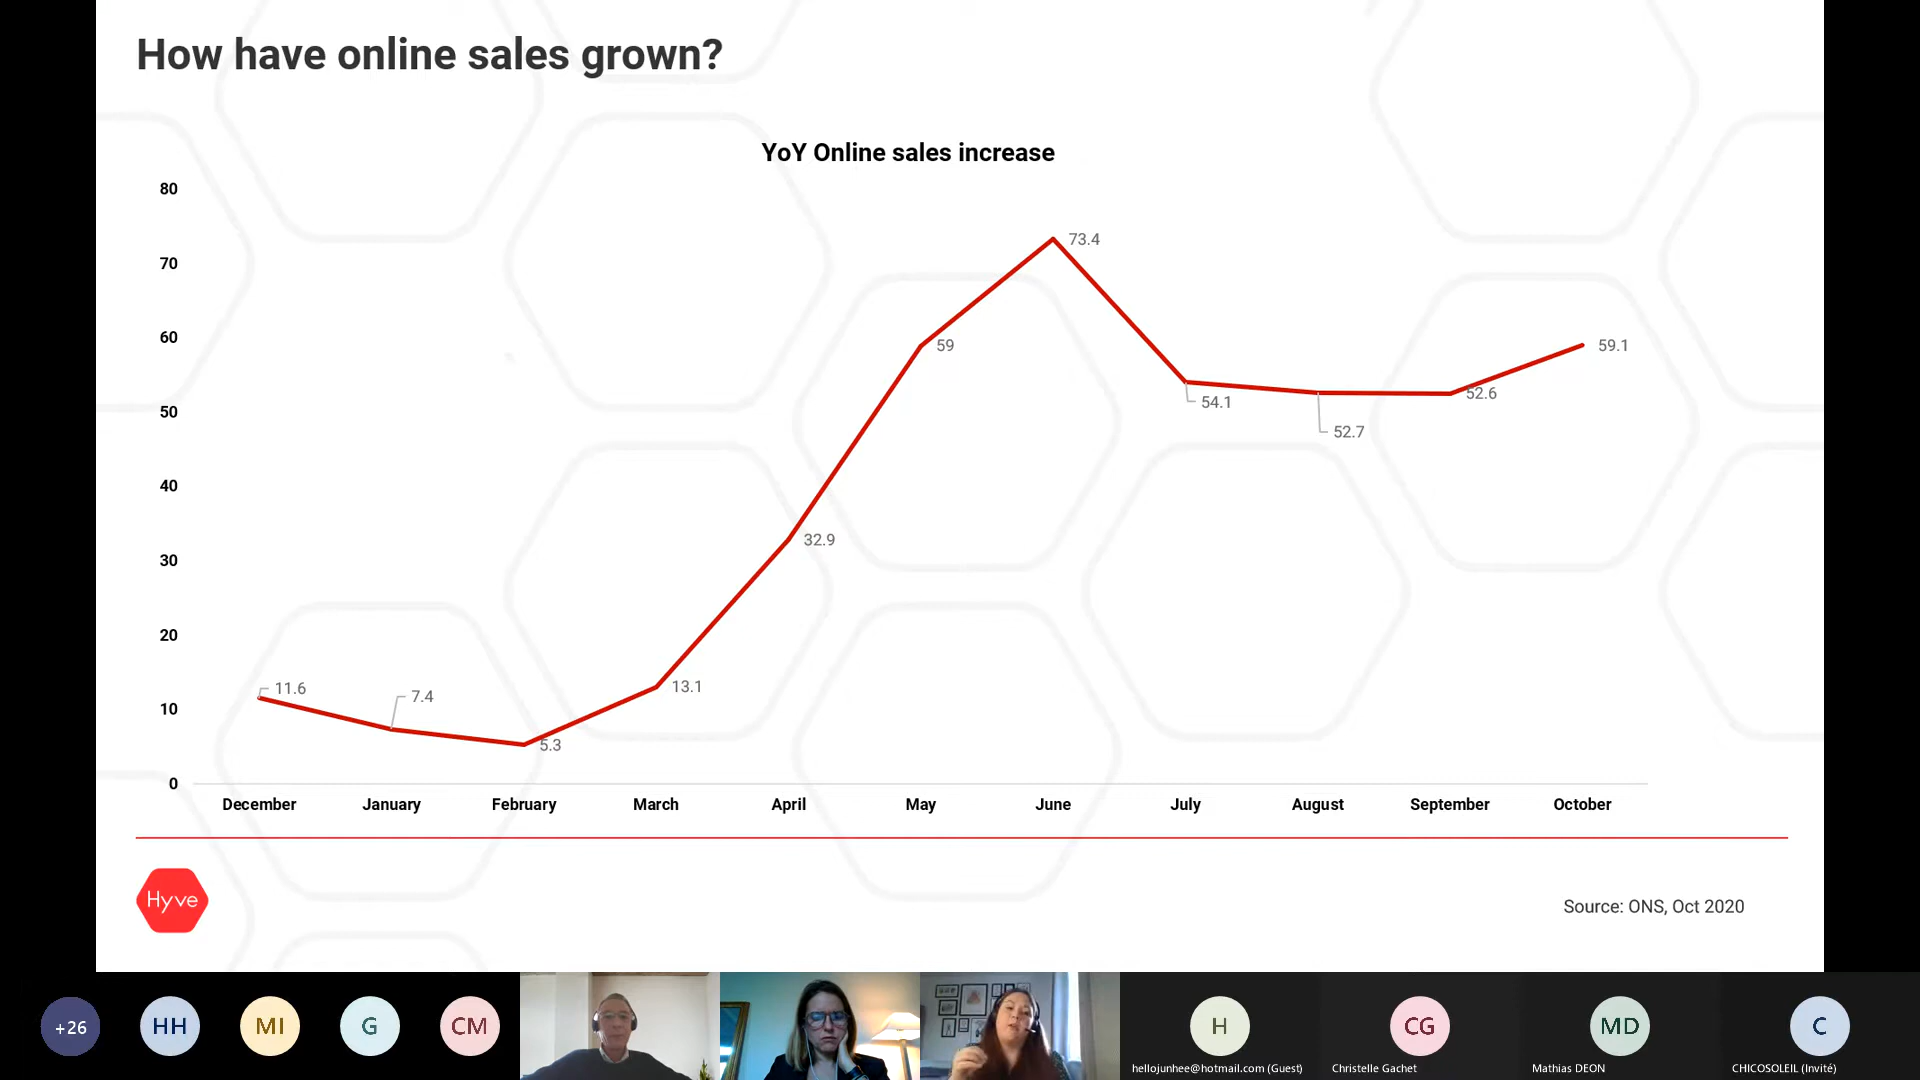 How have online sales grown?
YoY Online sales increase
80
70
60
50
40
30
20
10
0
11.6
7.4
5.3
13.1
32.9
59
73.4
54.1
52.7
52.6
59.1
December January February March April May June July August September October
Hyve
Source: ONS, Oct 2020
+26 HH MI G CM H CG MD C
hellojunhee@hotmail.com (Guest) Christelle Gachet Mathias DEON CHICOSOLEIL (Invité)